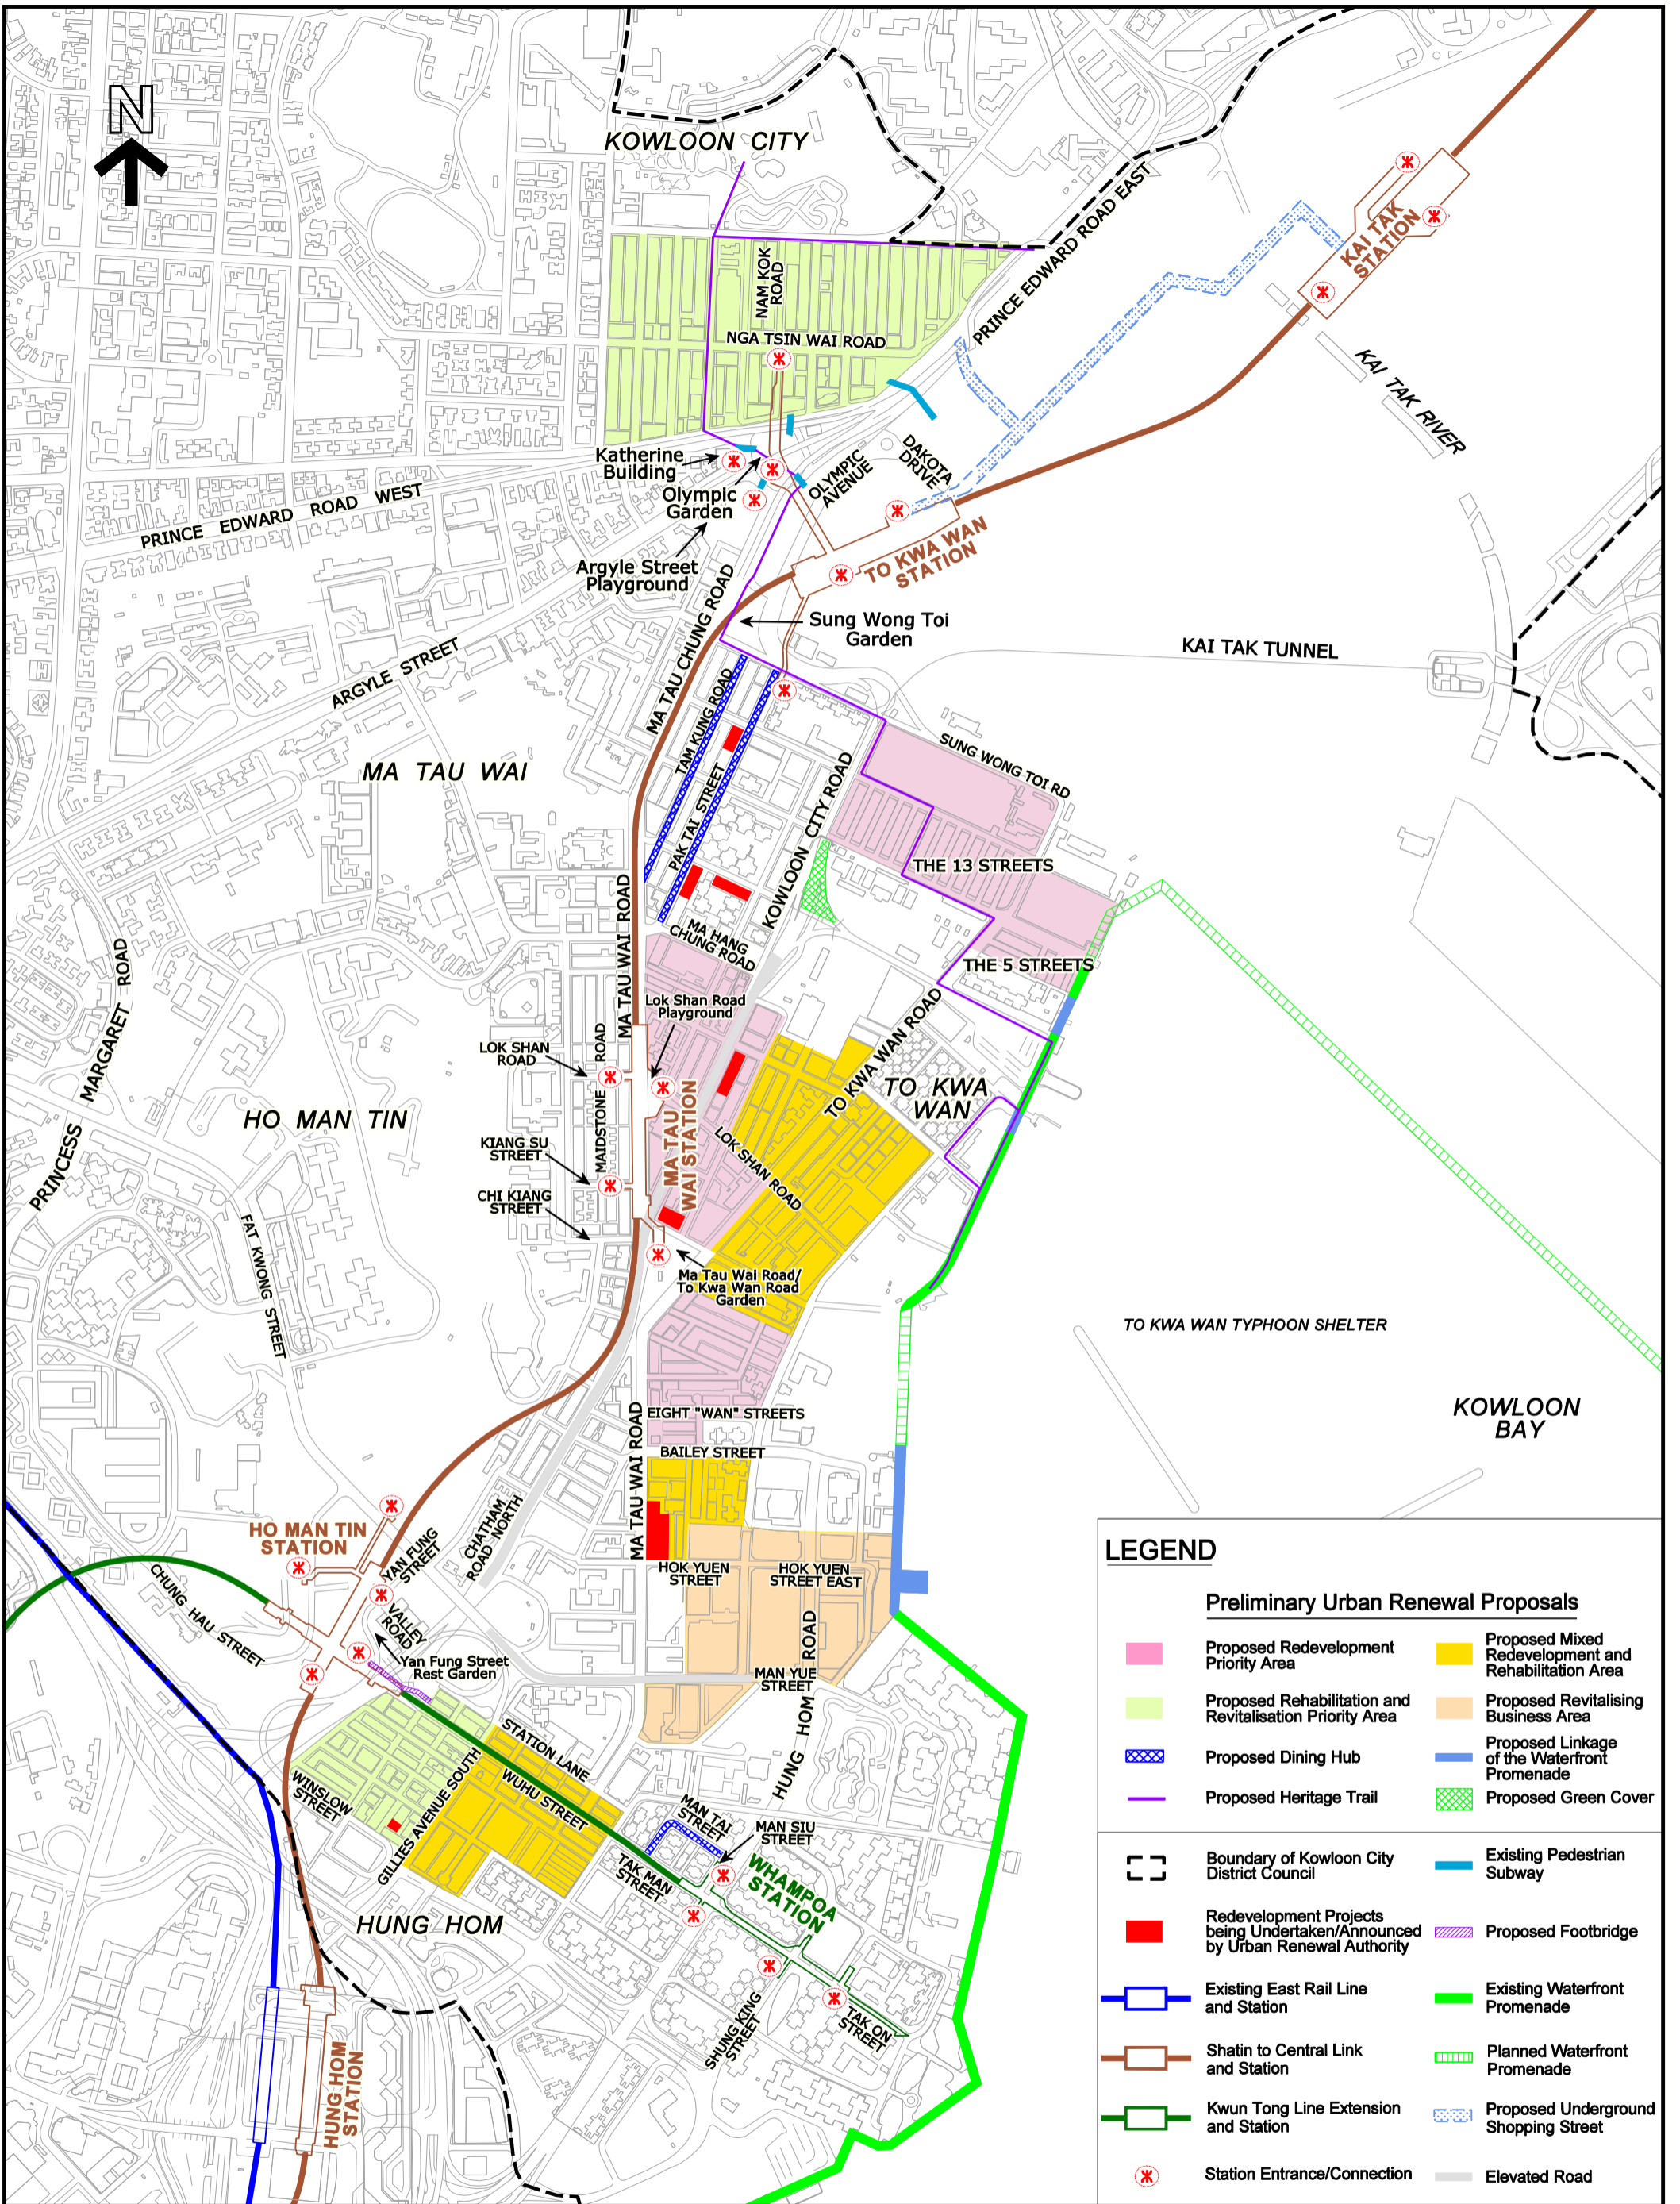 N
KOWLOON CITY
PRINCE EDWARD ROAD EAST
KAI TAK
STATION
NAM KOK
ROAD
NGA TSIN WAI ROAD
KAI TAK RIVER
Katherine
Building
Olympic
Garden
OLYMPIC
AVENUE
DAKOTA
DRIVE
PRINCE EDWARD ROAD WEST
Argyle Street
Playground
TO KWA WAN
STATION
Sung Wong Toi
Garden
KAI TAK TUNNEL
ARGYLE STREET
MA TAU CHUNG ROAD
TAM KUNG ROAD
PAK TAI STREET
KOWLOON CITY ROAD
SUNG WONG TOI RD
MA TAU WAI
THE 13 STREETS
MA TAU WAI ROAD
MA HANG
CHUNG ROAD
THE 5 STREETS
PRINCESS MARGARET ROAD
Lok Shan Road
Playground
LOK SHAN
ROAD
MAIDSTONE ROAD
TO KWA WAN ROAD
TO KWA
WAN
HO MAN TIN
KIANG SU
STREET
MA TAU
WAI STATION
LOK SHAN ROAD
CHI KIANG
STREET
FAT KWONG STREET
Ma Tau Wai Road/
To Kwa Wan Road
Garden
TO KWA WAN TYPHOON SHELTER
KOWLOON
BAY
EIGHT "WAN" STREETS
BAILEY STREET
MA TAU WAI ROAD
CHATHAM
ROAD NORTH
HO MAN TIN
STATION
YAN FUNG
STREET
HOK YUEN
STREET
HOK YUEN
STREET EAST
CHUNG HAU STREET
VALLEY
ROAD
Yan Fung Street
Rest Garden
MAN YUE
STREET
HUNG HOM ROAD
STATION LANE
WUHU STREET
WINSLOW
STREET
GILLIES AVENUE SOUTH
MAN TAI
STREET
MAN SIU
STREET
TAK MAN
STREET
WHAMPOA
STATION
HUNG HOM
SHUNG KING
STREET
TAK ON
STREET
HUNG HOM
STATION
LEGEND
Preliminary Urban Renewal Proposals
Proposed Redevelopment
Priority Area
Proposed Mixed
Redevelopment and
Rehabilitation Area
Proposed Rehabilitation and
Revitalisation Priority Area
Proposed Revitalising
Business Area
Proposed Dining Hub
Proposed Linkage
of the Waterfront
Promenade
Proposed Heritage Trail
Proposed Green Cover
Boundary of Kowloon City
District Council
Existing Pedestrian
Subway
Redevelopment Projects
being Undertaken/Announced
by Urban Renewal Authority
Proposed Footbridge
Existing East Rail Line
and Station
Existing Waterfront
Promenade
Shatin to Central Link
and Station
Planned Waterfront
Promenade
Kwun Tong Line Extension
and Station
Proposed Underground
Shopping Street
Station Entrance/Connection
Elevated Road